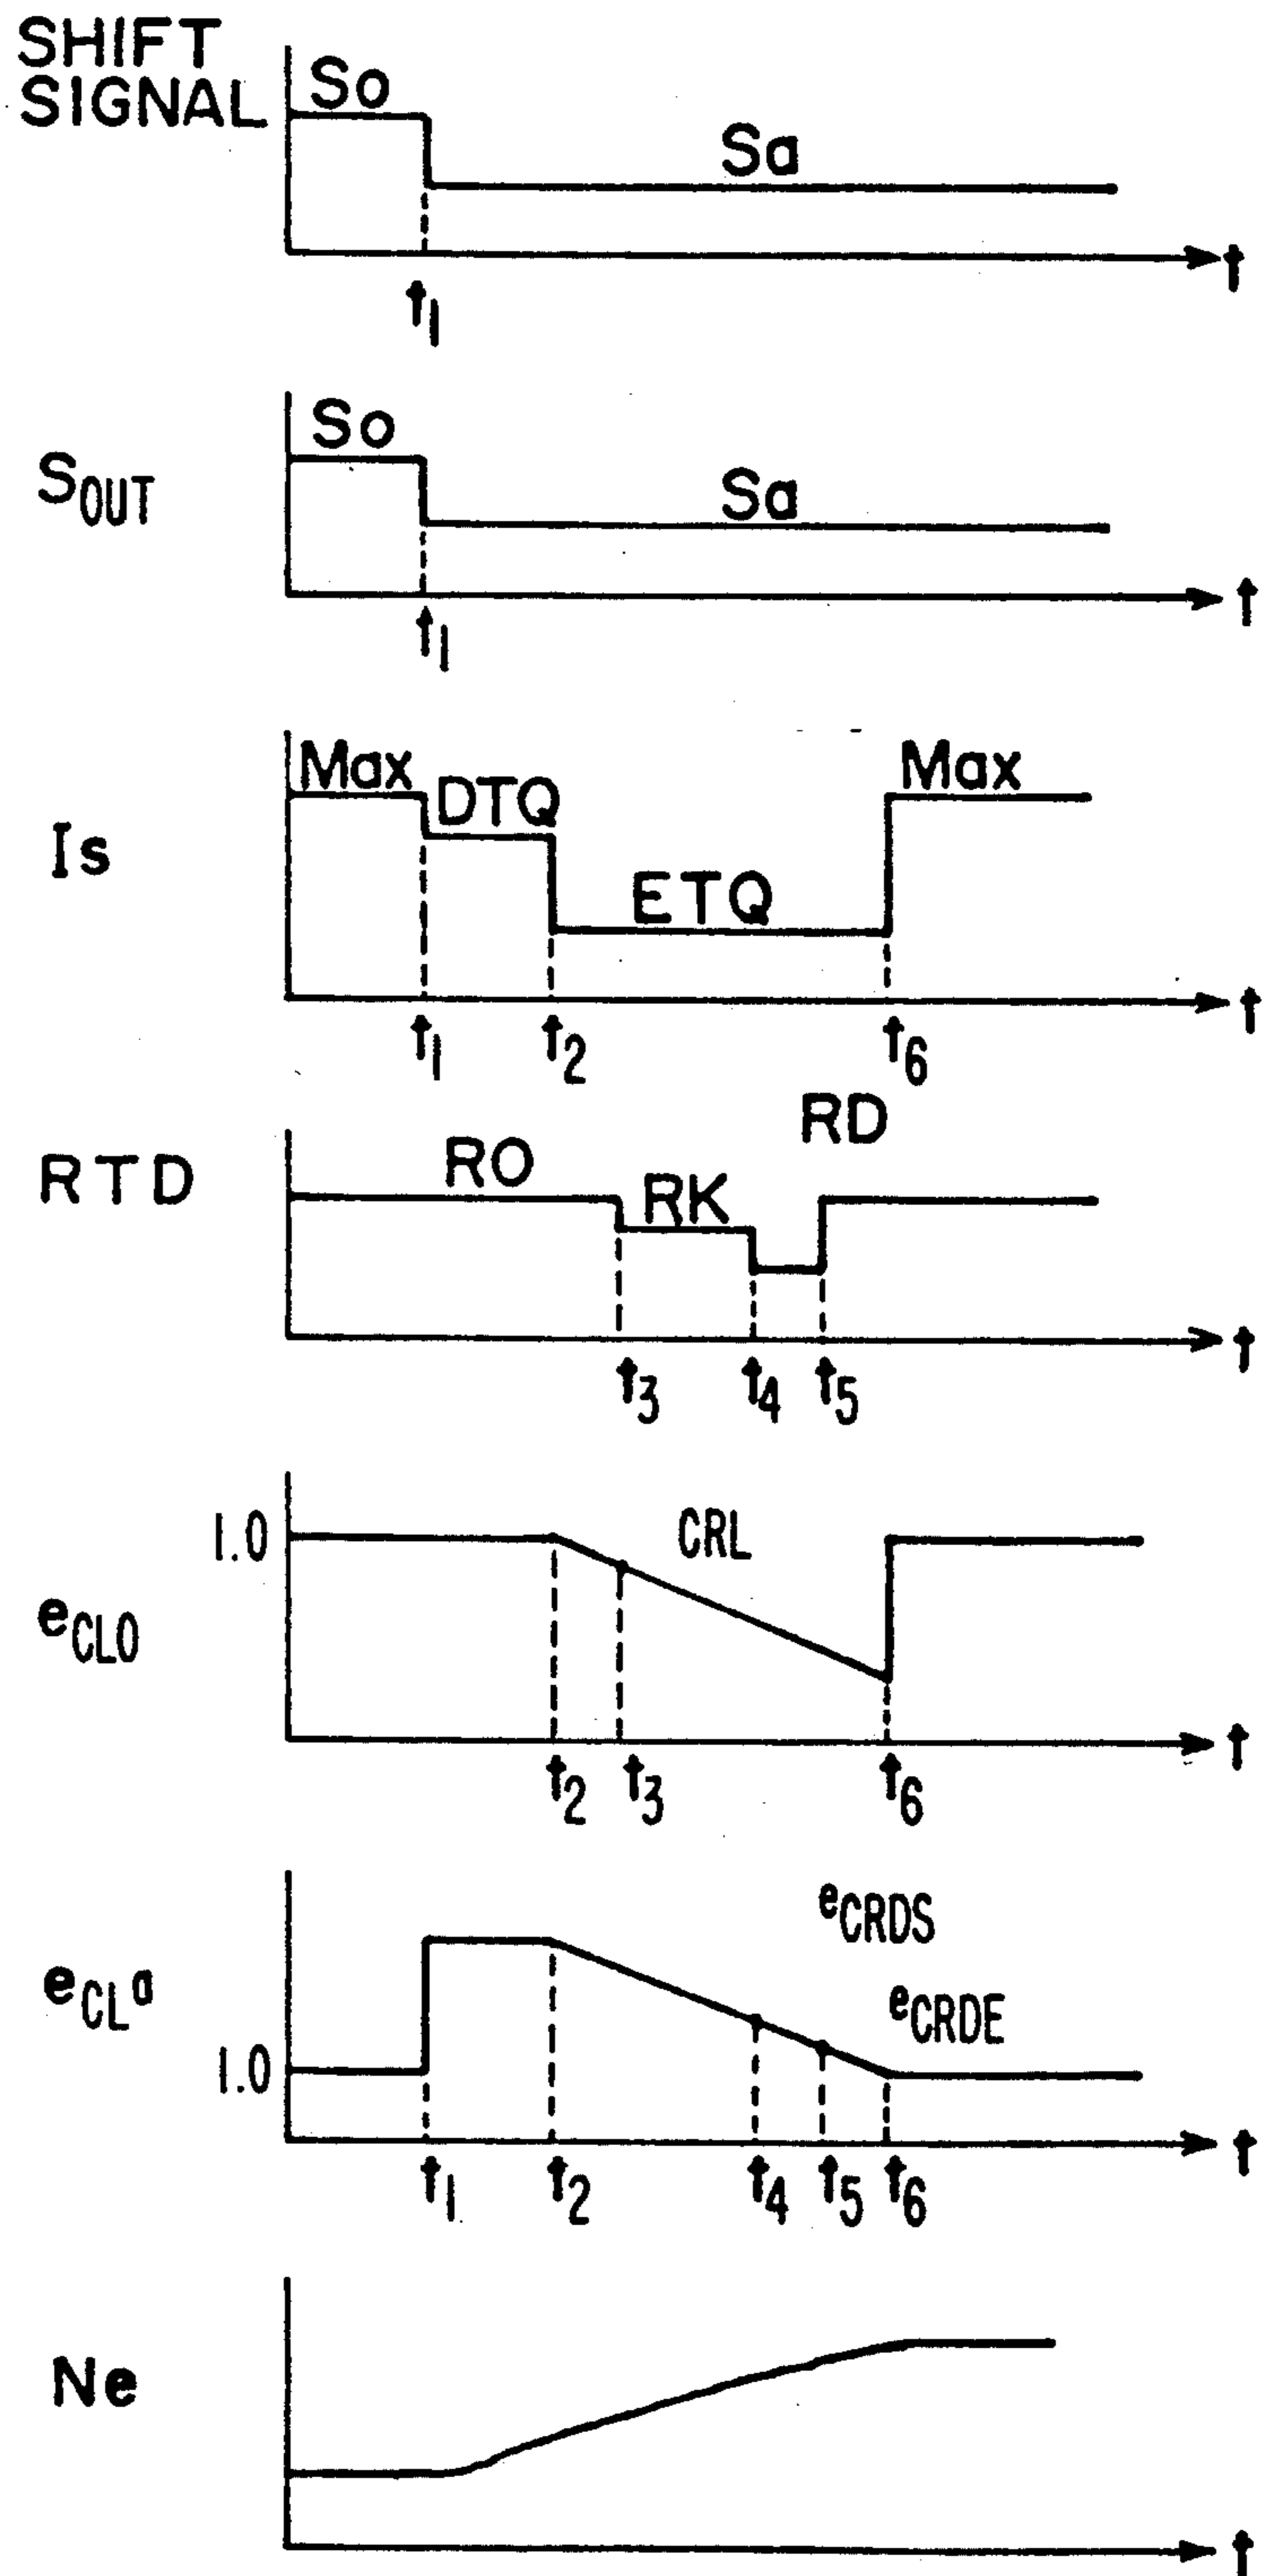 SHIFT
SIGNAL
So
Sa
t
t1
SOUT
So
Sa
t
t1
Is
Max
DTQ
ETQ
Max
t
t1 t2 t6
RTD
RO
RK
RD
t
t3 t4 t5
eCLO
1.0
CRL
t
t2 t3 t6
eCLa
1.0
eCRDS
eCRDE
t
t1 t2 t4 t5 t6
Ne
t